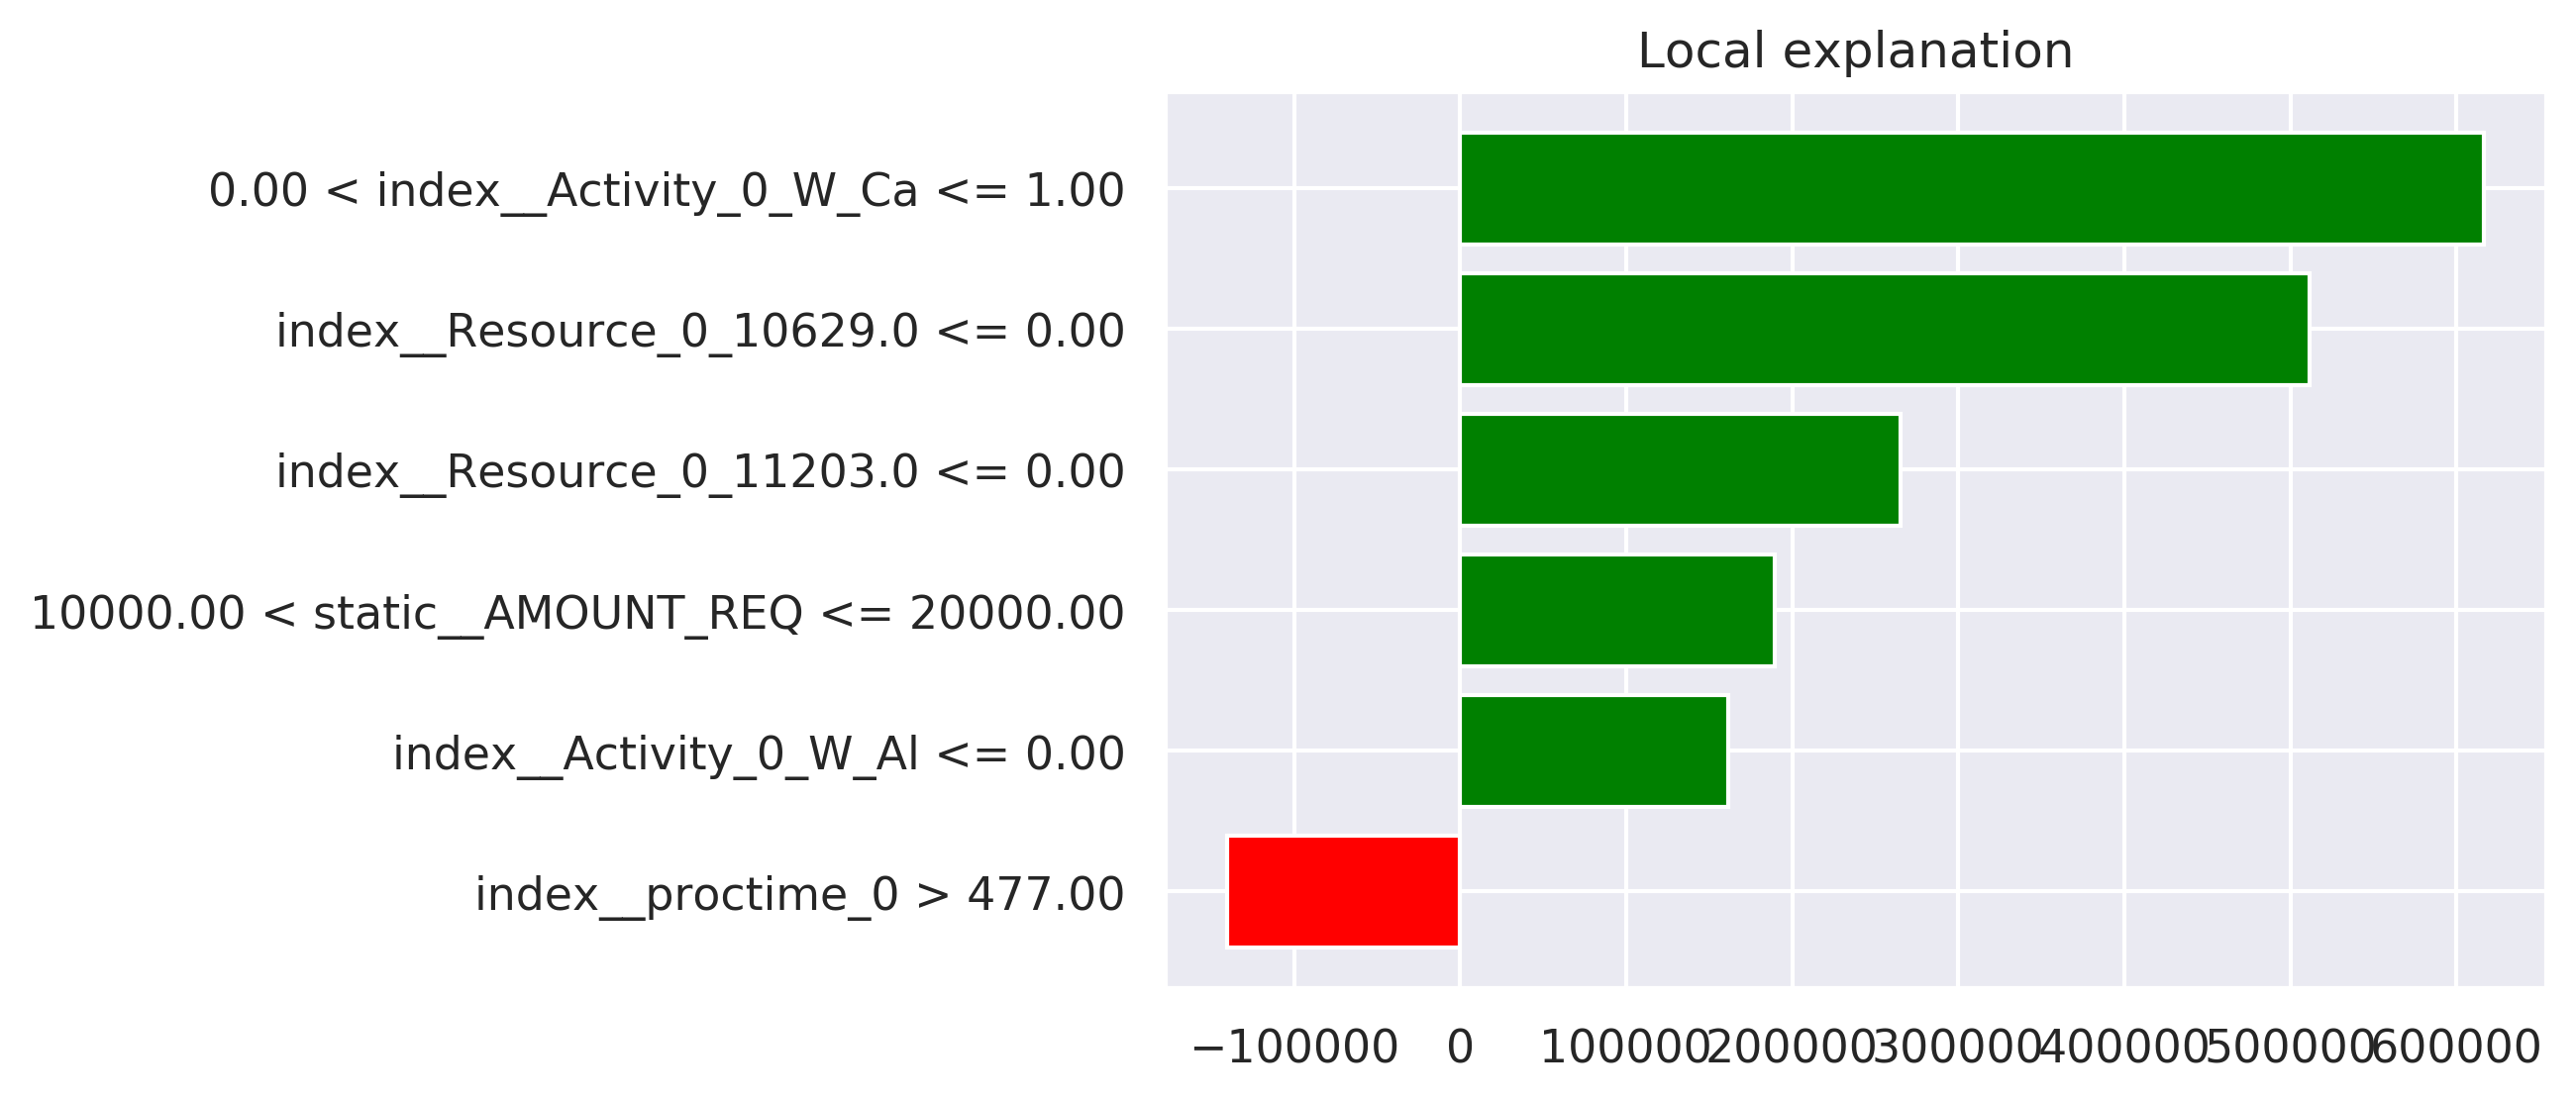 Local explanation
0.00 < index__Activity_0_W_Ca <= 1.00
index__Resource_0_10629.0 <= 0.00
index__Resource_0_11203.0 <= 0.00
10000.00 < static__AMOUNT_REQ <= 20000.00
index__Activity_0_W_Al <= 0.00
index__proctime_0 > 477.00
−100000 0 100000 200000 300000 400000 500000 600000